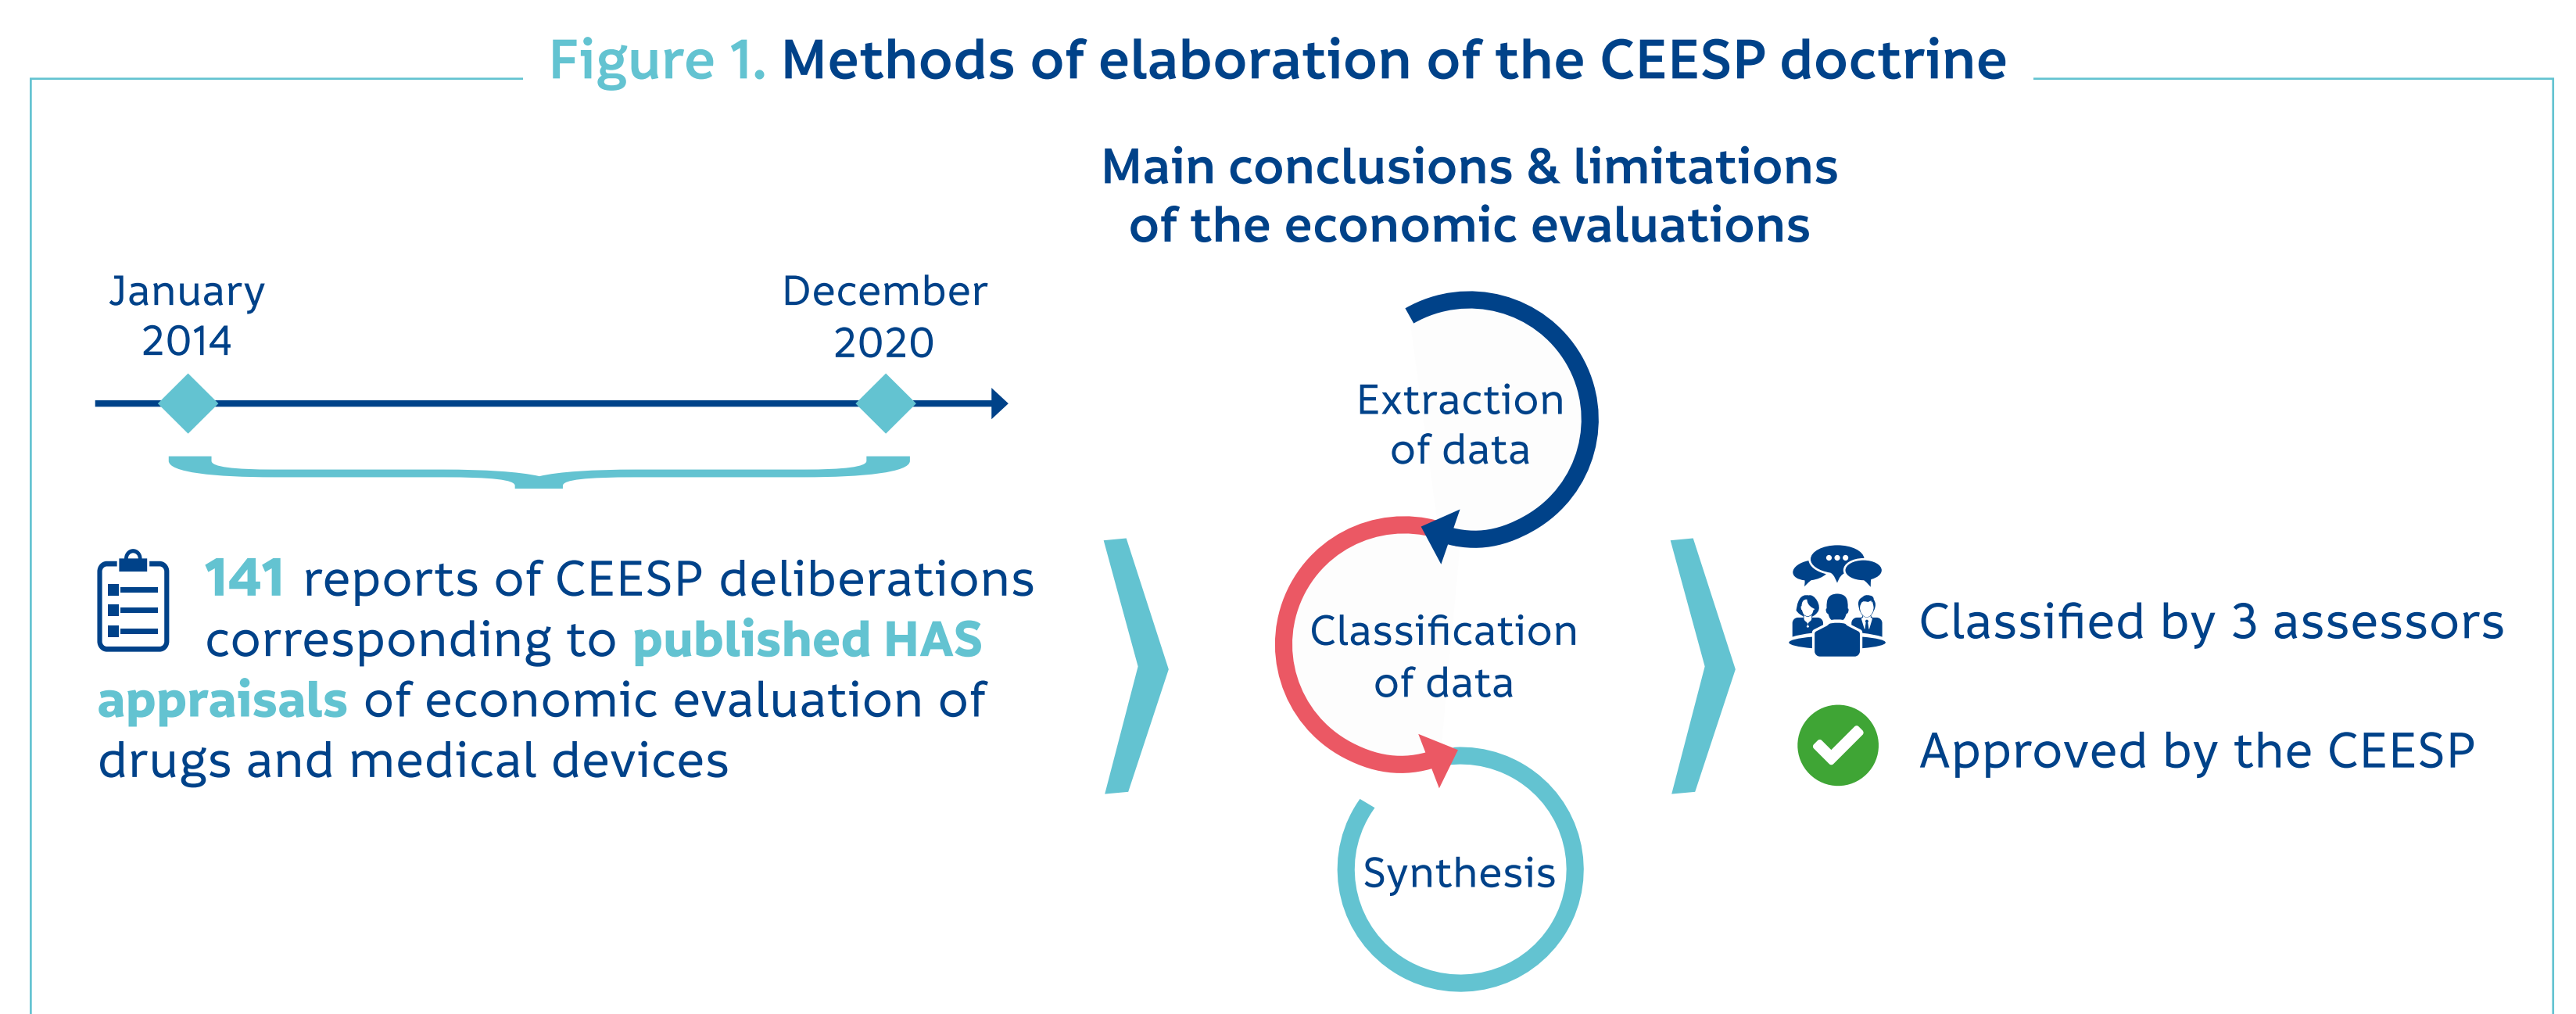 Figure 1. Methods of elaboration of the CEESP doctrine
January
2014
December
2020
141 reports of CEESP deliberations
corresponding to published HAS
appraisals of economic evaluation of
drugs and medical devices
Main conclusions & limitations
of the economic evaluations
Extraction
of data
Classification
of data
Synthesis
Classified by 3 assessors
Approved by the CEESP